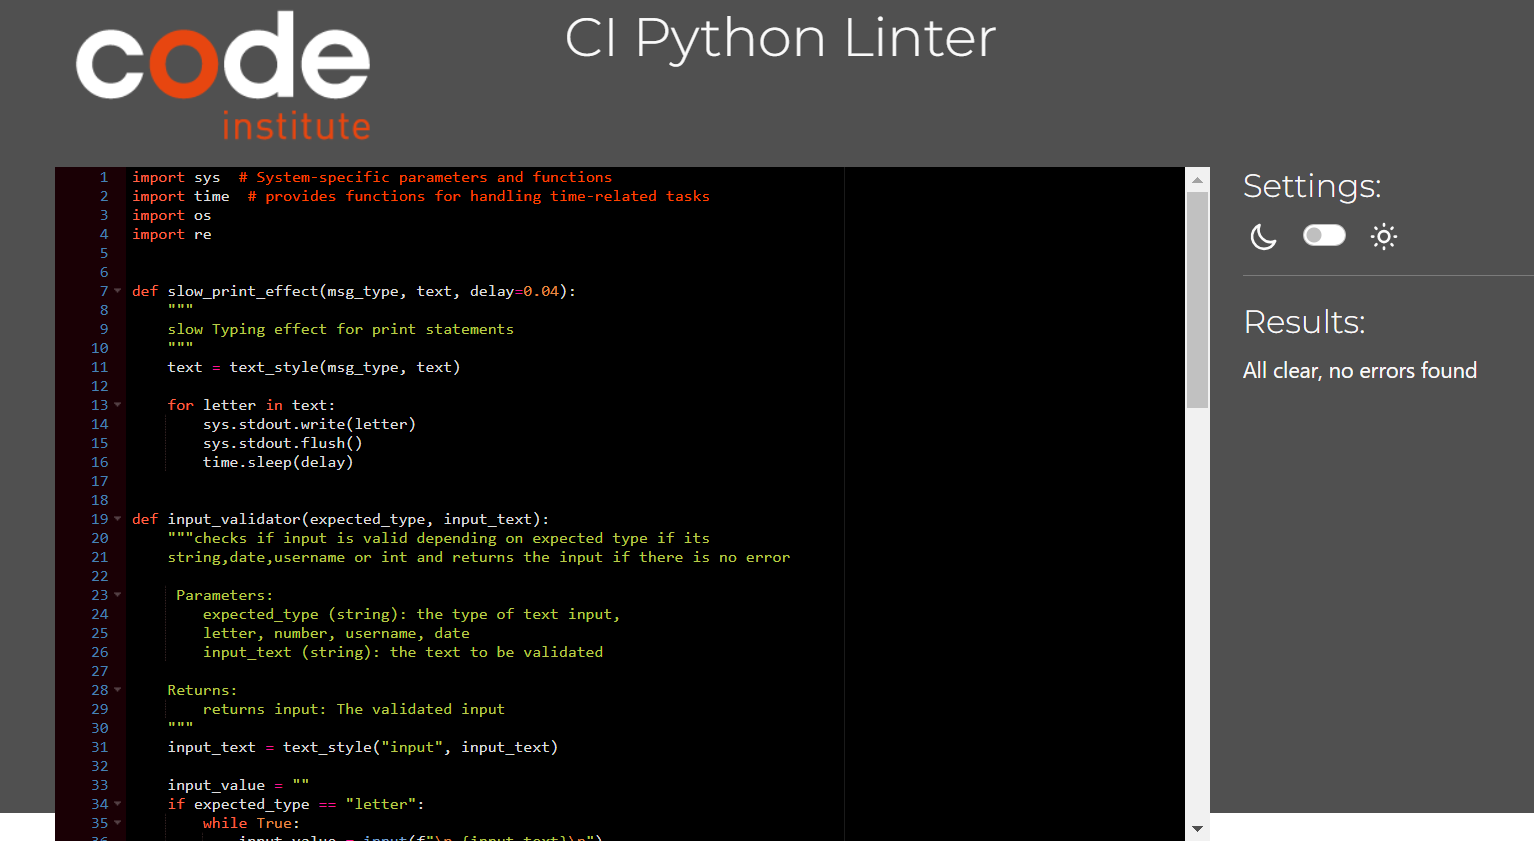 code
institute
CI Python Linter
1 import sys  # System-specific parameters and functions
2 import time  # provides functions for handling time-related tasks
3 import os
4 import re
5
6
7 def slow_print_effect(msg_type, text, delay=0.04):
8     """
9     slow Typing effect for print statements
10     """
11     text = text_style(msg_type, text)
12
13     for letter in text:
14         sys.stdout.write(letter)
15         sys.stdout.flush()
16         time.sleep(delay)
17
18
19 def input_validator(expected_type, input_text):
20     """checks if input is valid depending on expected type if its
21     string,date,username or int and returns the input if there is no error
22
23      Parameters:
24         expected_type (string): the type of text input,
25         letter, number, username, date
26         input_text (string): the text to be validated
27
28     Returns:
29         returns input: The validated input
30     """
31     input_text = text_style("input", input_text)
32
33     input_value = ""
34     if expected_type == "letter":
35         while True:
36             input_value = input(f"\n {input_text}\n")
Settings:
Results:
All clear, no errors found